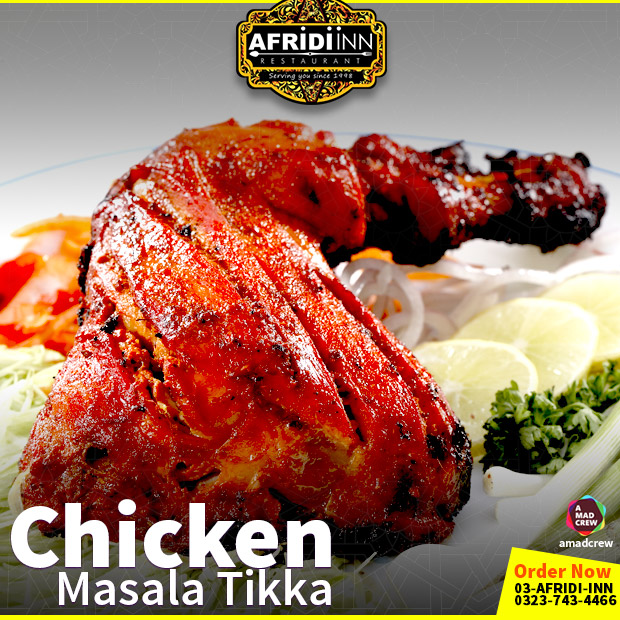 AFRiDi iNN
RESTAURANT
Serving you since 1998
Chicken
Masala Tikka
A
MAD
CREW
amadcrew
Order Now
03-AFRIDI-INN
0323-743-4466